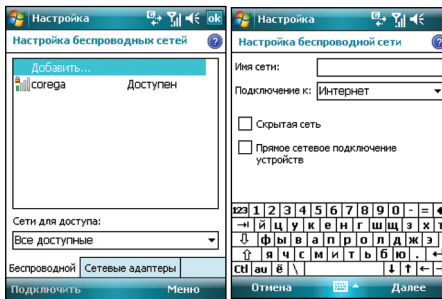 Настройка
ok
Настройка беспроводных сетей
Добавить...
corega Доступен
Сети для доступа:
Все доступные
Беспроводной Сетевые адаптеры
Подключить Меню
Настройка
Настройка беспроводной сети
Имя сети:
Подключение к: Интернет
Скрытая сеть
Прямое сетевое подключение
устройств
123 1 2 3 4 5 6 7 8 9 0 - =
й ц у к е н г ш щ з х
ф ы в а п р о л д ж э
я ч с м и т ь б ю .
Ctl au ё \
Отмена Далее